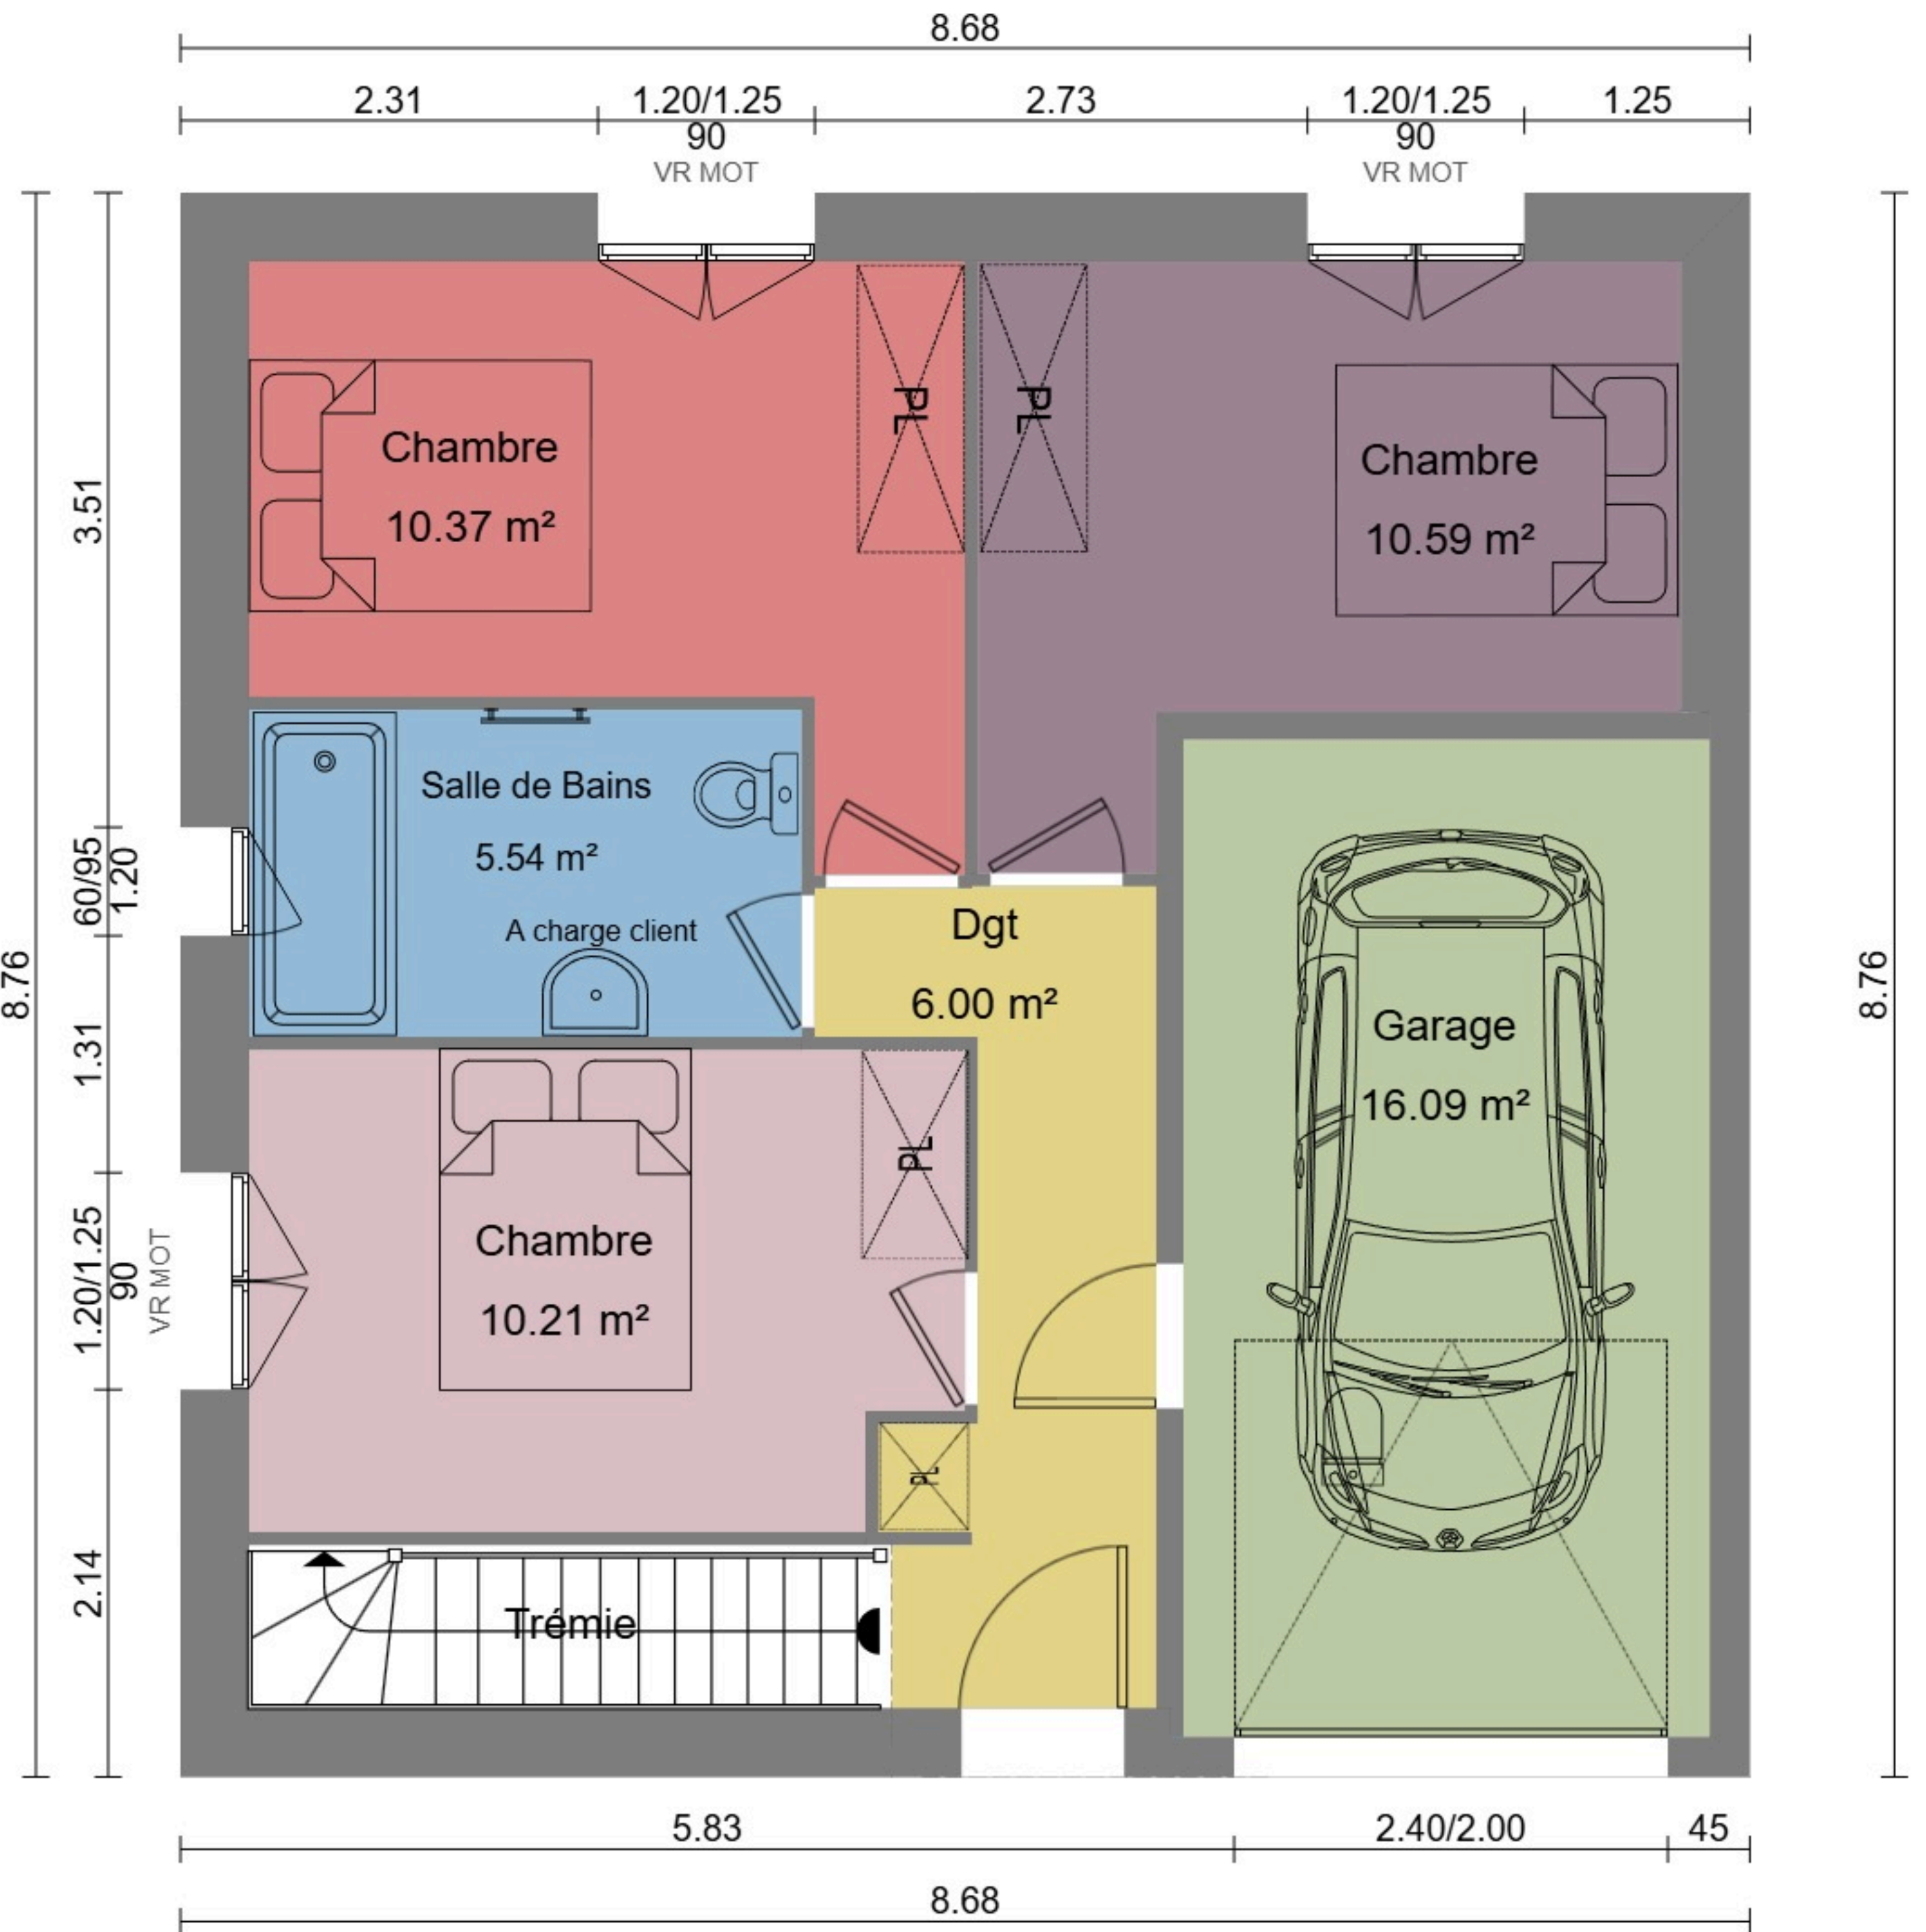 8.68
2.31
1.20/1.25
2.73
1.20/1.25
1.25
90
90
VR MOT
VR MOT
PL
PL
Chambre
10.37 m²
Chambre
10.59 m²
3.51
Salle de Bains
5.54 m²
60/95
1.20
A charge client
Dgt
6.00 m²
8.76
8.76
1.31
Garage
16.09 m²
PL
Chambre
10.21 m²
1.20/1.25
90
VR MOT
PL
2.14
Trémie
5.83
2.40/2.00
45
8.68